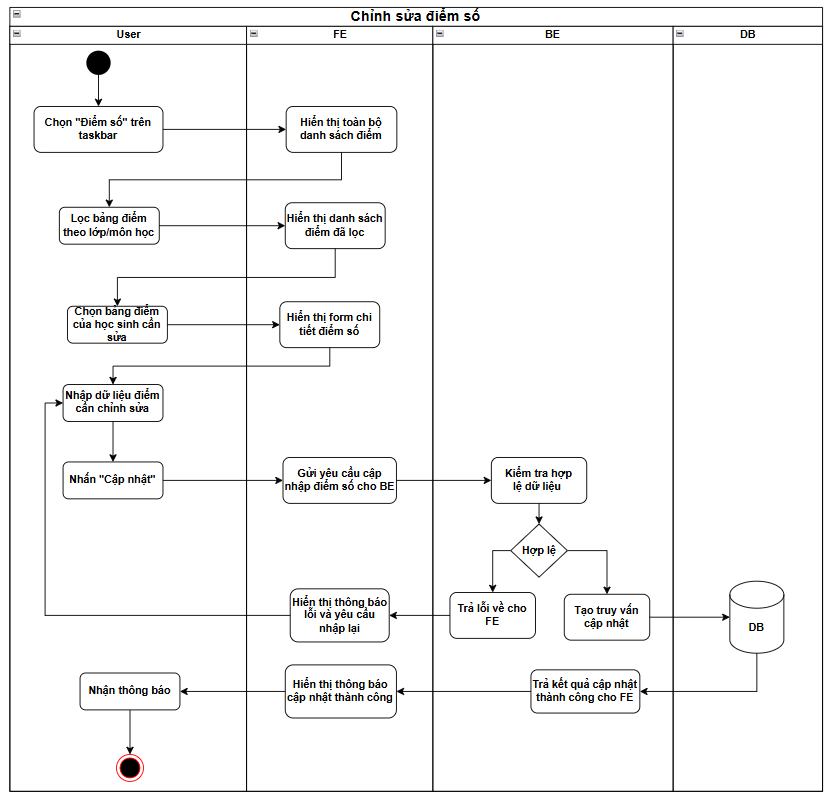 Chỉnh sửa điểm số
User
FE
BE
DB
Chọn "Điểm số" trên
taskbar
Hiển thị toàn bộ
danh sách điểm
Lọc bảng điểm
theo lớp/môn học
Hiển thị danh sách
điểm đã lọc
Chọn bảng điểm
của học sinh cần
sửa
Hiển thị form chi
tiết điểm số
Nhập dữ liệu điểm
cần chỉnh sửa
Nhấn "Cập nhật"
Gửi yêu cầu cập
nhập điểm số cho BE
Kiểm tra hợp
lệ dữ liệu
Hợp lệ
Hiển thị thông báo
lỗi và yêu cầu
nhập lại
Trả lỗi về cho
FE
Tạo truy vấn
cập nhật
DB
Nhận thông báo
Hiển thị thông báo
cập nhật thành công
Trả kết quả cập nhật
thành công cho FE